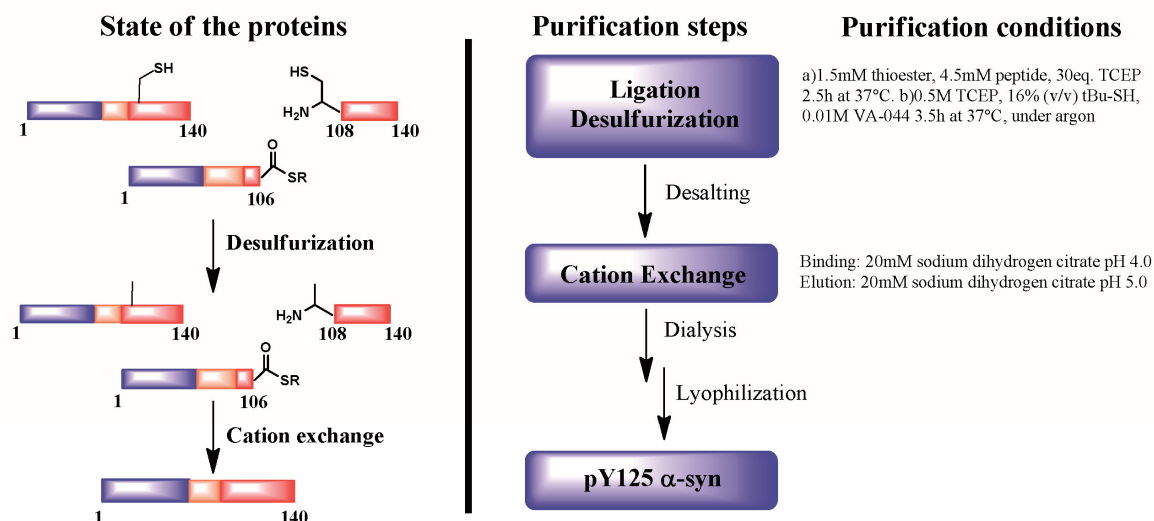 State of the proteins
SH
1
140
HS
H₂N
108
140
O
SR
1
106
Desulfurization
1
140
H₂N
108
140
O
SR
1
106
Cation exchange
1
140
Purification steps
Ligation
Desulfurization
Desalting
Cation Exchange
Dialysis
Lyophilization
pY125 α-syn
Purification conditions
a)1.5mM thioester, 4.5mM peptide, 30eq. TCEP
2.5h at 37°C. b)0.5M TCEP, 16% (v/v) tBu-SH,
0.01M VA-044 3.5h at 37°C, under argon
Binding: 20mM sodium dihydrogen citrate pH 4.0
Elution: 20mM sodium dihydrogen citrate pH 5.0